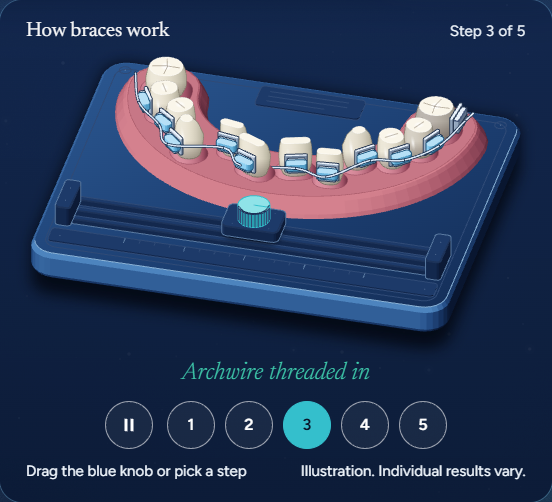 How braces work
Step 3 of 5
Archwire threaded in
1 2 3 4 5
Drag the blue knob or pick a step
Illustration. Individual results vary.